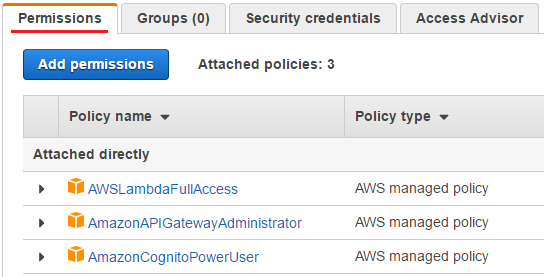 Permissions Groups (0) Security credentials Access Advisor
Add permissions Attached policies: 3
Policy name Policy type
Attached directly
AWSLambdaFullAccess AWS managed policy
AmazonAPIGatewayAdministrator AWS managed policy
AmazonCognitoPowerUser AWS managed policy